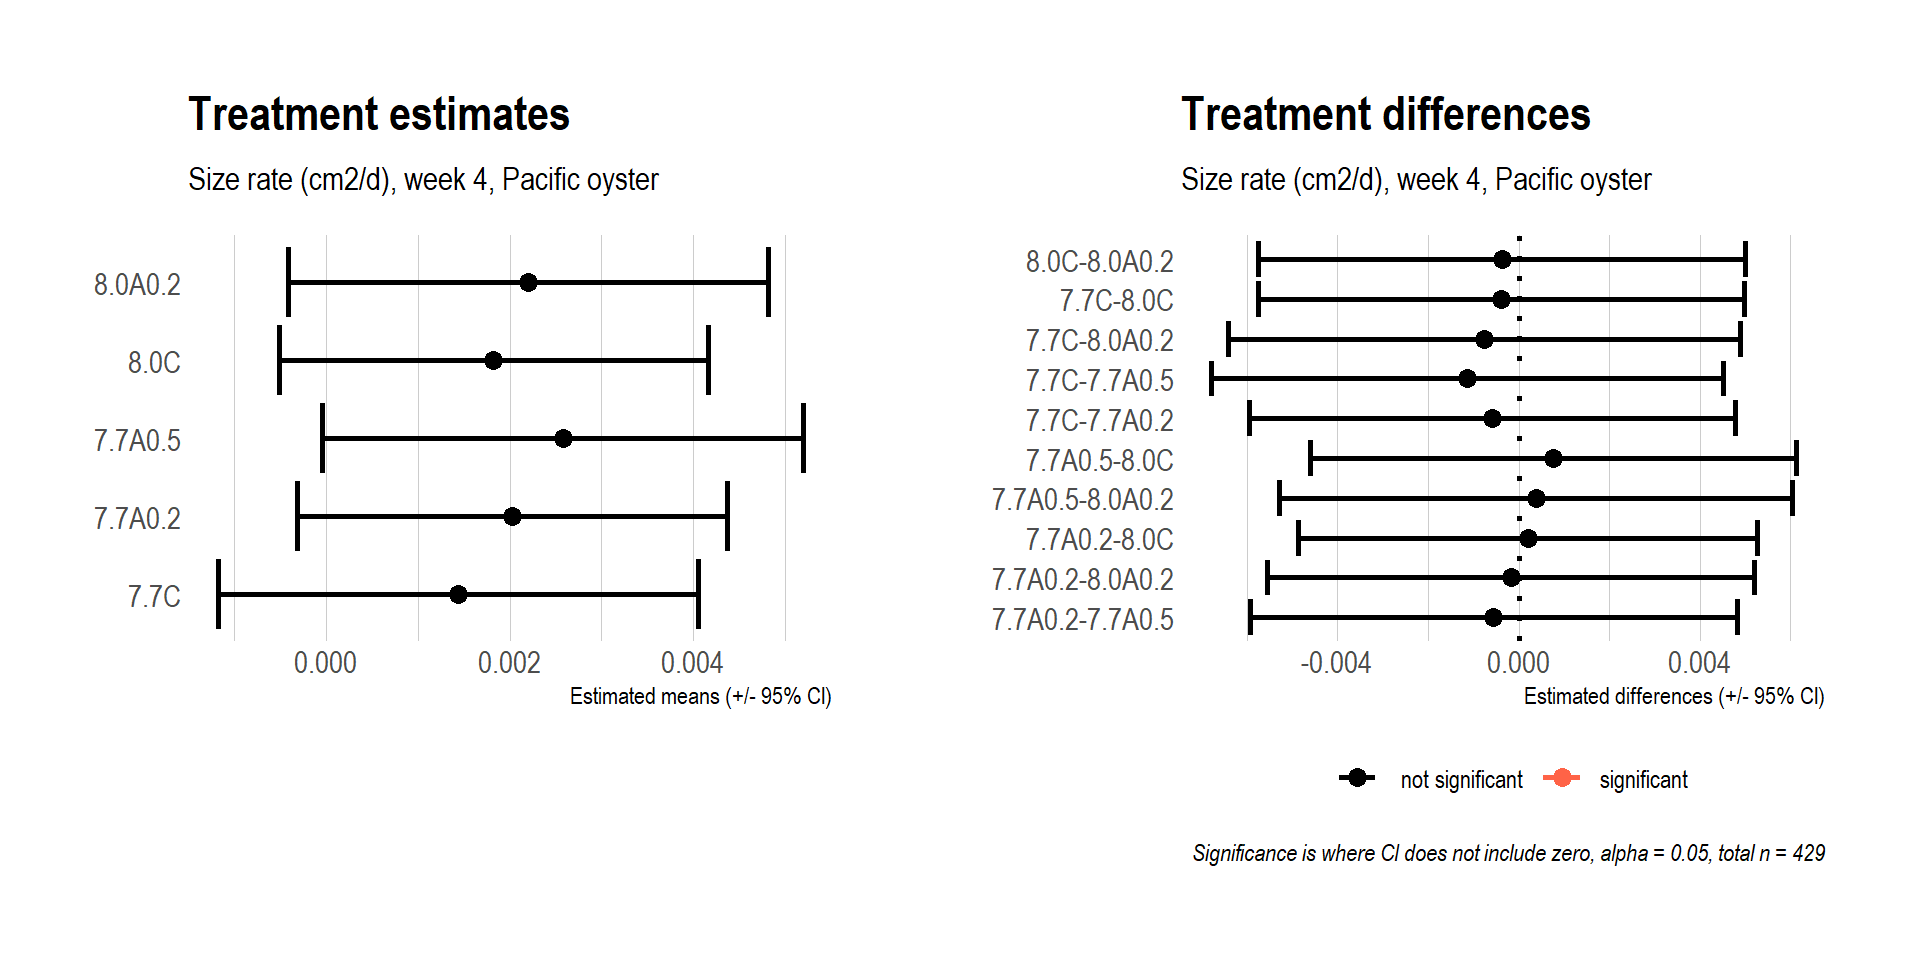 Treatment estimates
Size rate (cm2/d), week 4, Pacific oyster
8.0A0.2
8.0C
7.7A0.5
7.7A0.2
7.7C
0.000 0.002 0.004
Estimated means (+/- 95% CI)
Treatment differences
Size rate (cm2/d), week 4, Pacific oyster
8.0C-8.0A0.2
7.7C-8.0C
7.7C-8.0A0.2
7.7C-7.7A0.5
7.7C-7.7A0.2
7.7A0.5-8.0C
7.7A0.5-8.0A0.2
7.7A0.2-8.0C
7.7A0.2-8.0A0.2
7.7A0.2-7.7A0.5
-0.004 0.000 0.004
Estimated differences (+/- 95% CI)
not significant significant
Significance is where CI does not include zero, alpha = 0.05, total n = 429